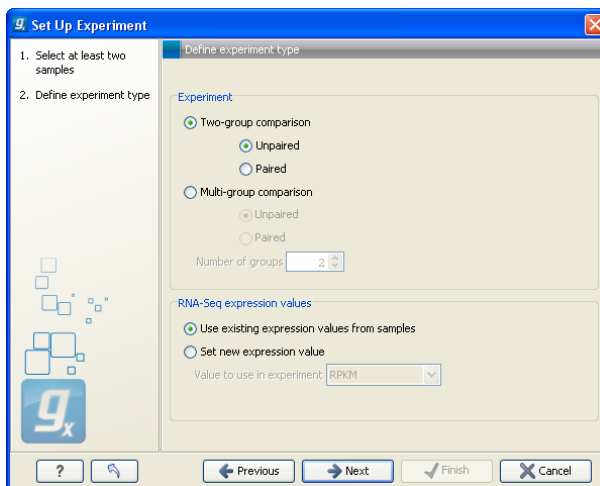 Set Up Experiment
1. Select at least two
samples
2. Define experiment type
Define experiment type
Experiment
Two-group comparison
Unpaired
Paired
Multi-group comparison
Unpaired
Paired
Number of groups 2
RNA-Seq expression values
Use existing expression values from samples
Set new expression value
Value to use in experiment RPKM
gx
? Previous Next Finish Cancel